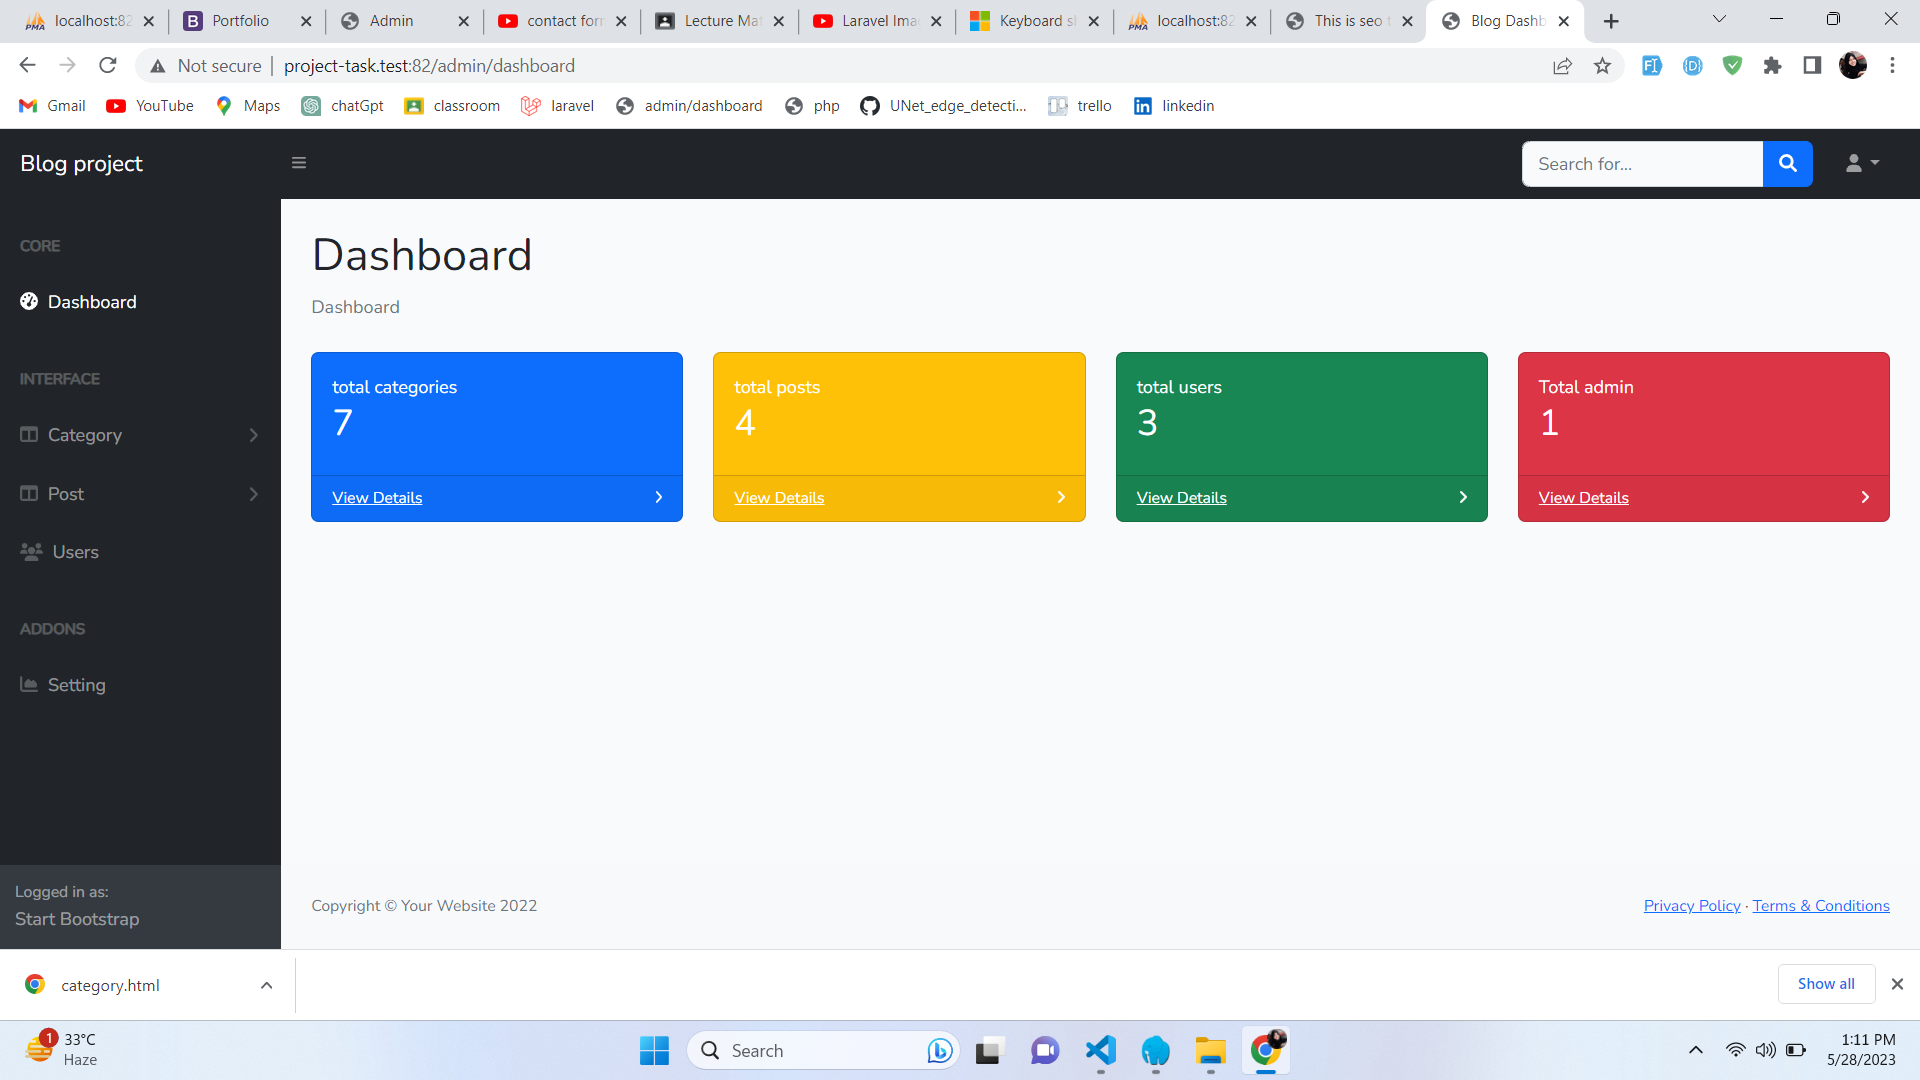 localhost:82
Portfolio
Admin
contact for
Lecture Ma
Laravel Ima
Keyboard s
localhost:82
This is seo t
Blog Dashb
Not secure
project-task.test:82/admin/dashboard
Gmail
YouTube
Maps
chatGpt
classroom
laravel
admin/dashboard
php
UNet_edge_detecti...
trello
linkedin
Blog project
Search for...
CORE
Dashboard
INTERFACE
Category
Post
Users
ADDONS
Setting
Logged in as:
Start Bootstrap
Dashboard
Dashboard
total categories
7
View Details
total posts
4
View Details
total users
3
View Details
Total admin
1
View Details
Copyright © Your Website 2022
Privacy Policy · Terms & Conditions
category.html
Show all
1
33°C
Haze
Search
1:11 PM
5/28/2023